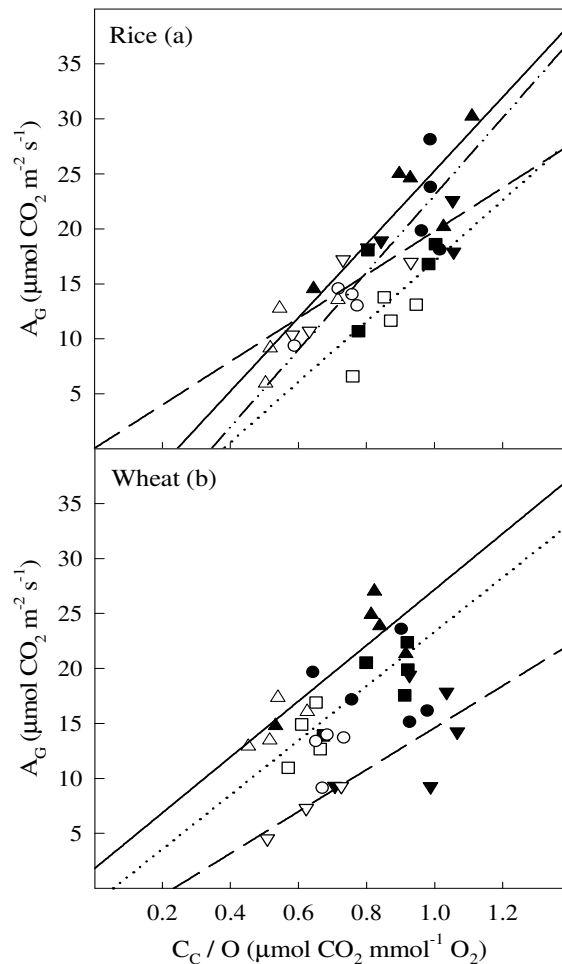 Rice (a)
35
30
25
20
15
10
5
A_G (μmol CO₂ m⁻² s⁻¹)
Wheat (b)
35
30
25
20
15
10
5
A_G (μmol CO₂ m⁻² s⁻¹)
0.2 0.4 0.6 0.8 1.0 1.2
C_C / O (μmol CO₂ mmol⁻¹ O₂)